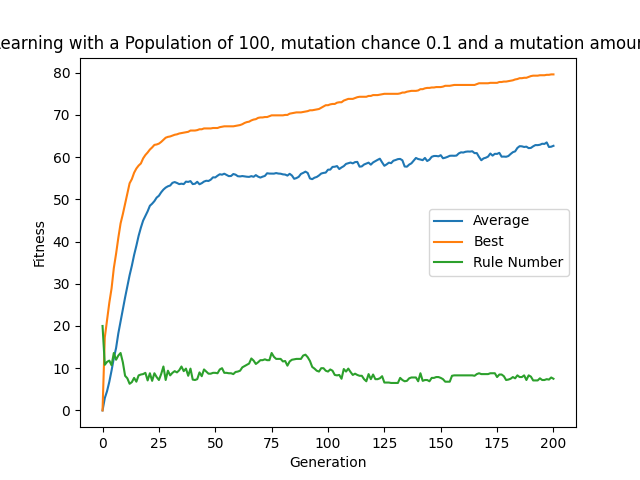 earning with a Population of 100, mutation chance 0.1 and a mutation amou
80
70
60
50
40
30
20
10
0
Fitness
Average
Best
Rule Number
0 25 50 75 100 125 150 175 200
Generation